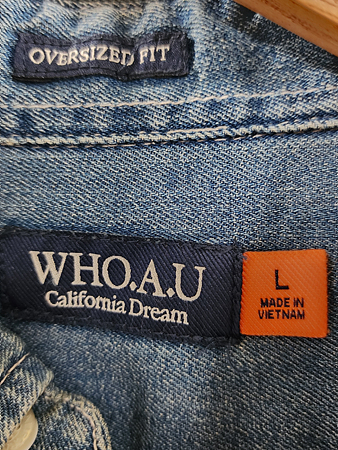 OVERSIZED FIT
WHO.A.U
California Dream
L
MADE IN
VIETNAM